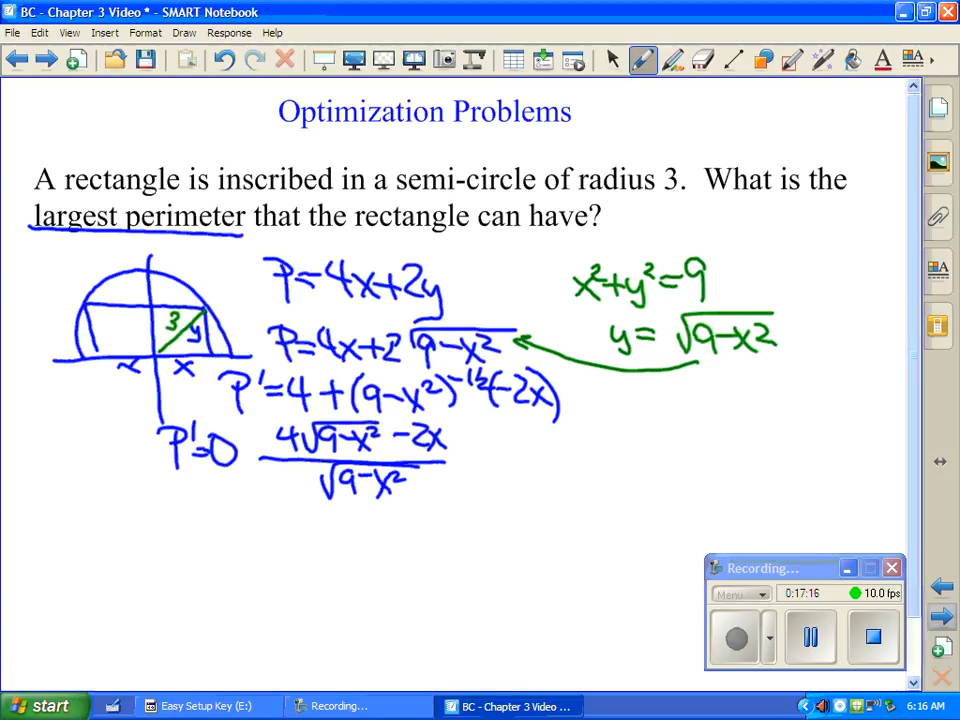 BC - Chapter 3 Video * - SMART Notebook
File Edit View Insert Format Draw Response Help
Optimization Problems
A rectangle is inscribed in a semi-circle of radius 3. What is the
largest perimeter that the rectangle can have?
P=4x+2y
x²+y²=9
3 y
y=√(9-x²)
P=4x+2√(9-x²)
x x
P'=4+(9-x²)^(-1/2)(-2x)
P'=0 (4√(9-x²) -2x)/√(9-x²)
Recording...
Menu 0:17:16 10.0 fps
start Easy Setup Key (E:) Recording... BC - Chapter 3 Video ... 6:16 AM